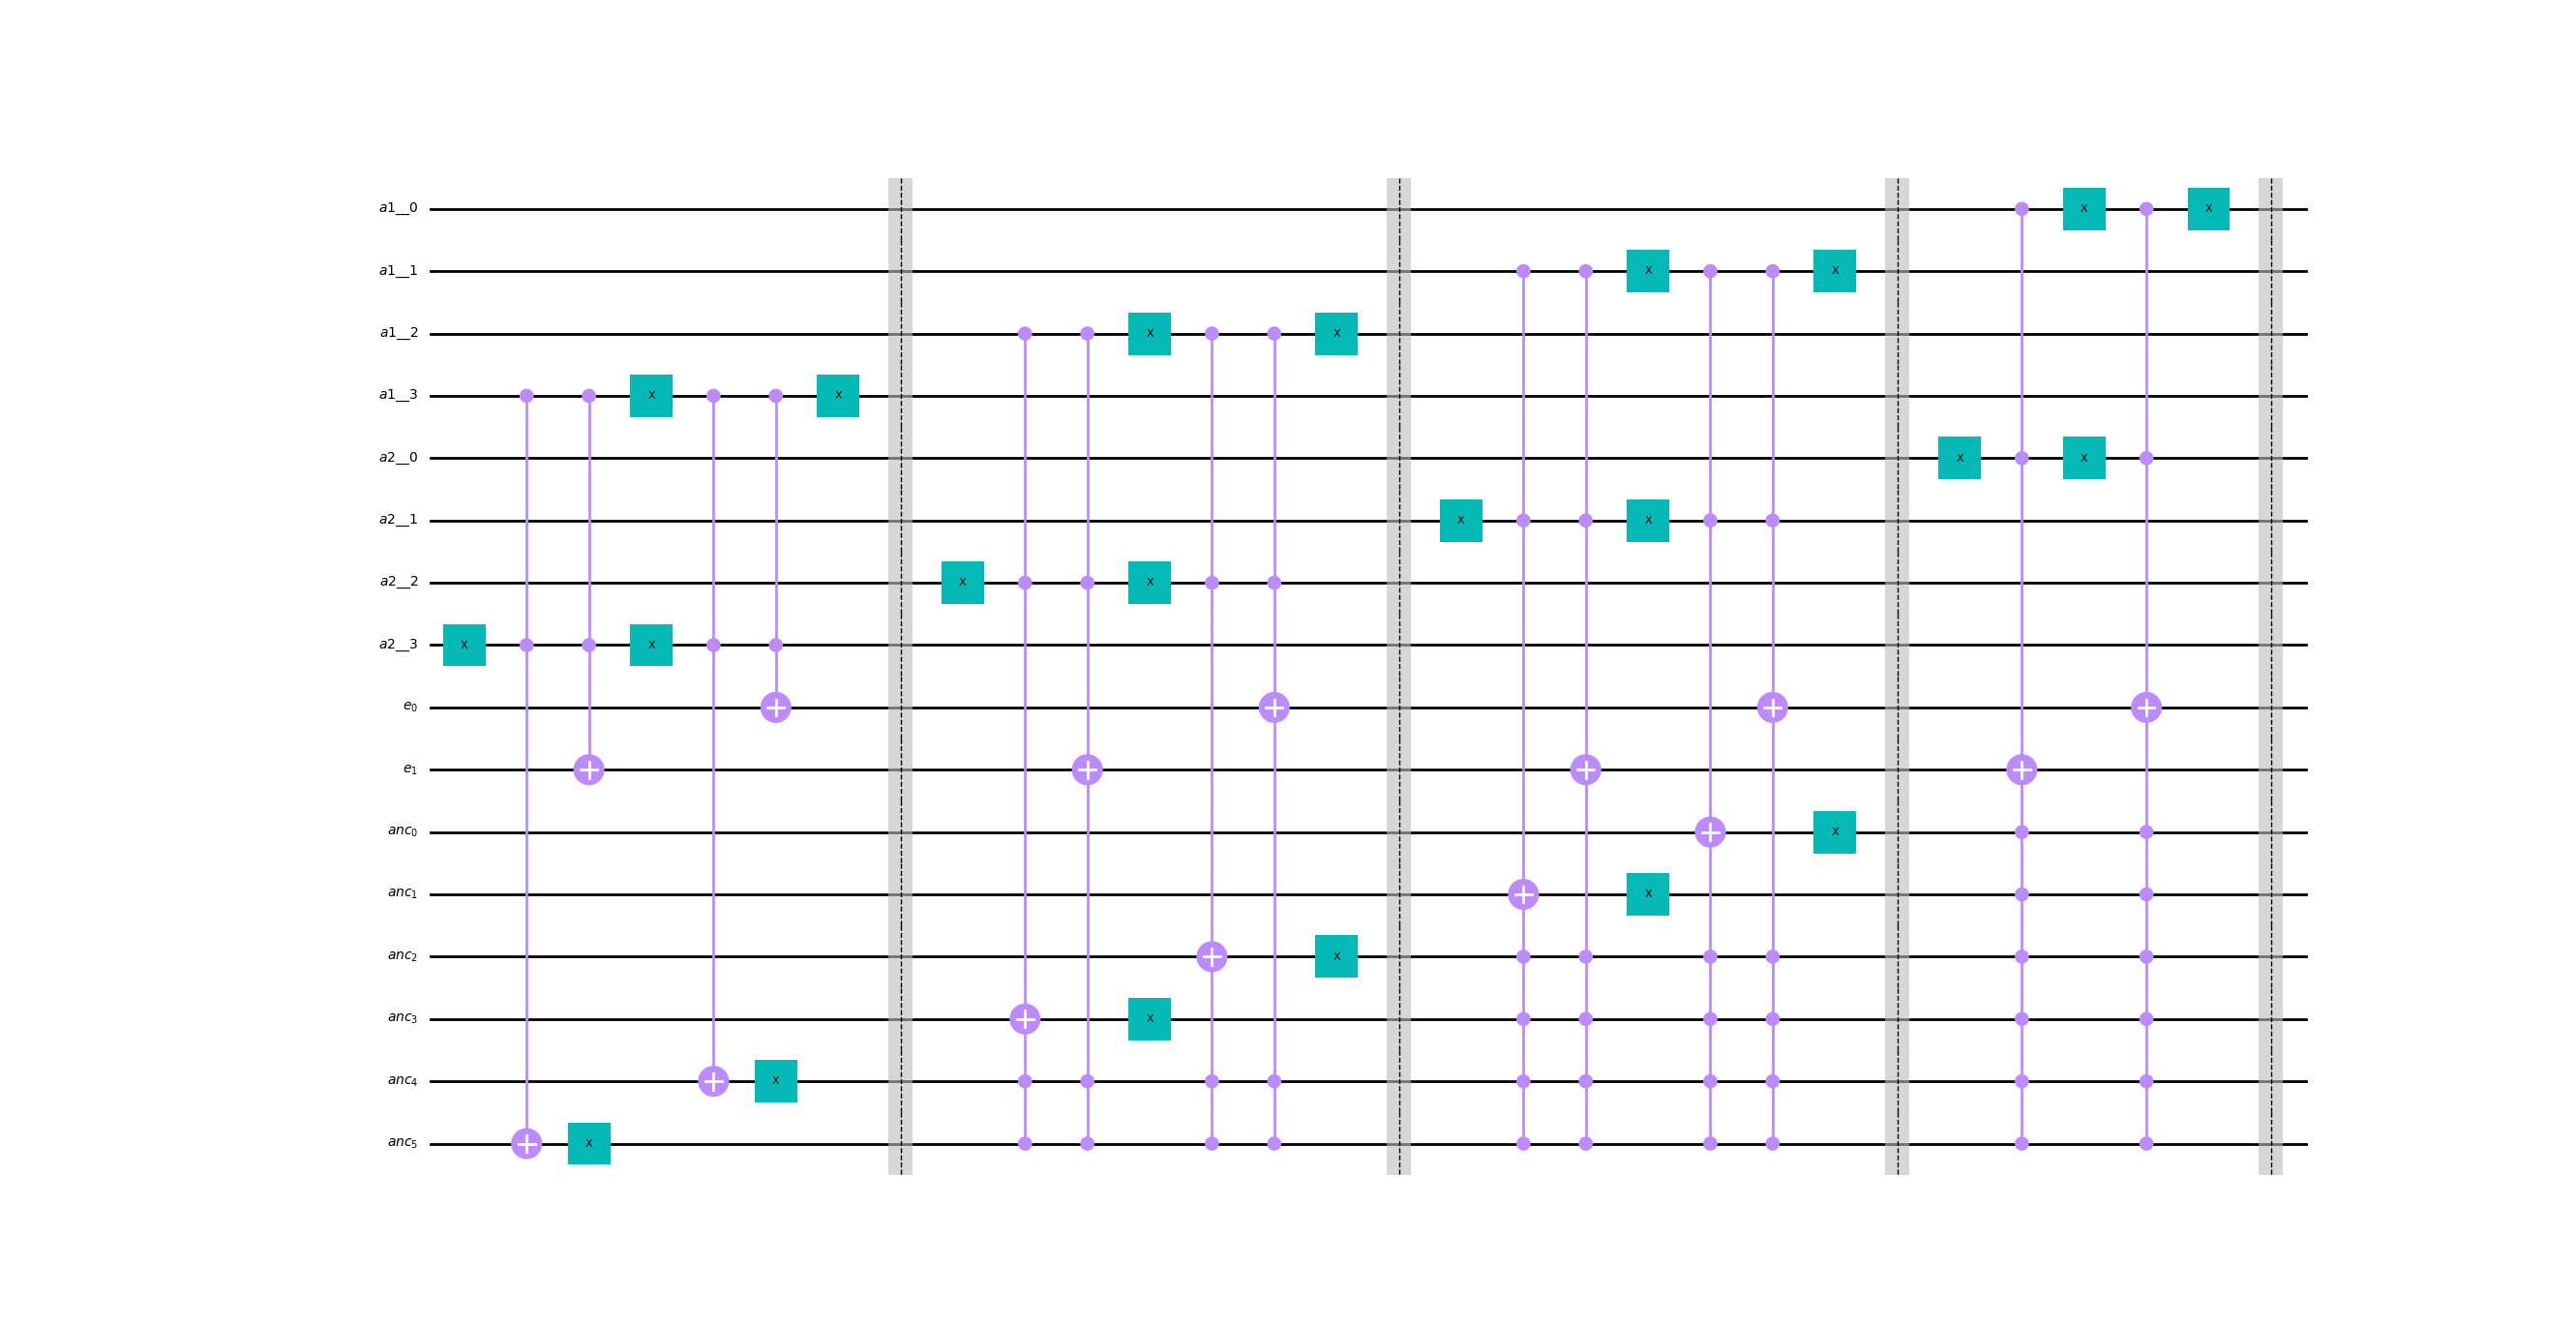 a1__0 x x
a1__1 x x
a1__2 x x
a1__3 x x
a2__0 x x
a2__1 x x
a2__2 x x
a2__3 x x
e₀
e₁
anc₀ x
anc₁ x
anc₂ x
anc₃ x
anc₄ x
anc₅ x